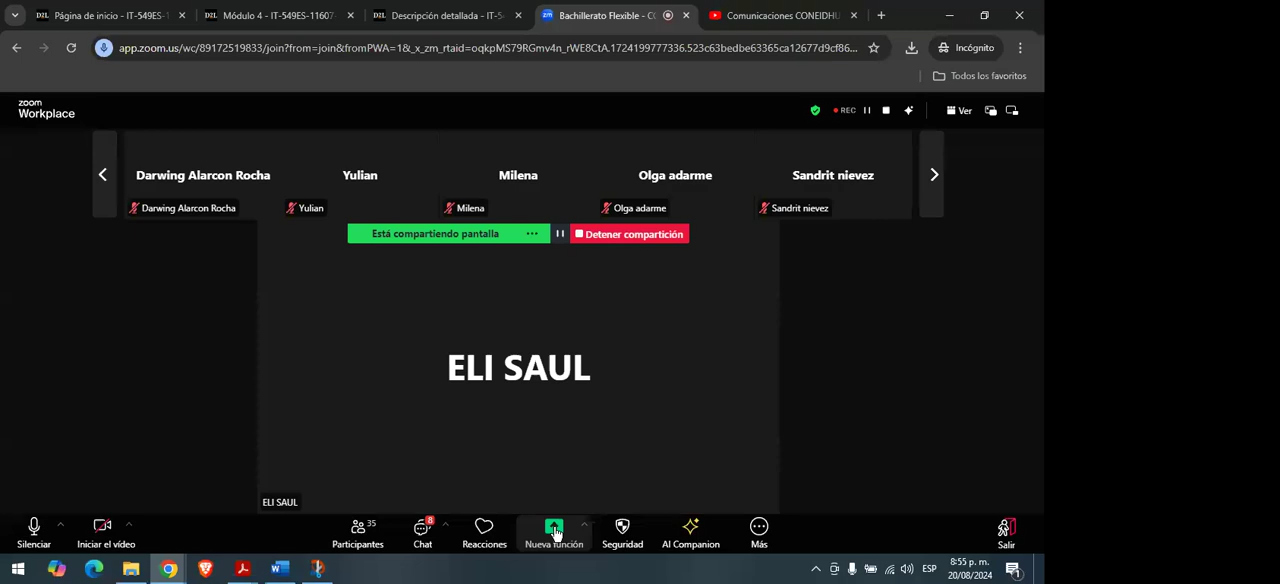 Página de inicio - IT-549ES-1
Módulo 4 - IT-549ES-11607
Descripción detallada - IT-5
Bachillerato Flexible - CO
Comunicaciones CONEIDHU
app.zoom.us/wc/89172519833/join?from=join&fromPWA=1&_x_zm_rtaid=oqkpMS79RGmv4n_rWE8CtA.1724199777336.523c63bedbe63365ca12677d9cf86...
Incógnito
Todos los favoritos
zoom
Workplace
REC
Ver
Darwing Alarcon Rocha
Yulian
Milena
Olga adarme
Sandrit nievez
Darwing Alarcon Rocha
Yulian
Milena
Olga adarme
Sandrit nievez
Está compartiendo pantalla
Detener compartición
ELI SAUL
ELI SAUL
35
8
Silenciar
Iniciar el vídeo
Participantes
Chat
Reacciones
Nueva función
Seguridad
AI Companion
Más
Salir
ESP
8:55 p. m.
20/08/2024
1